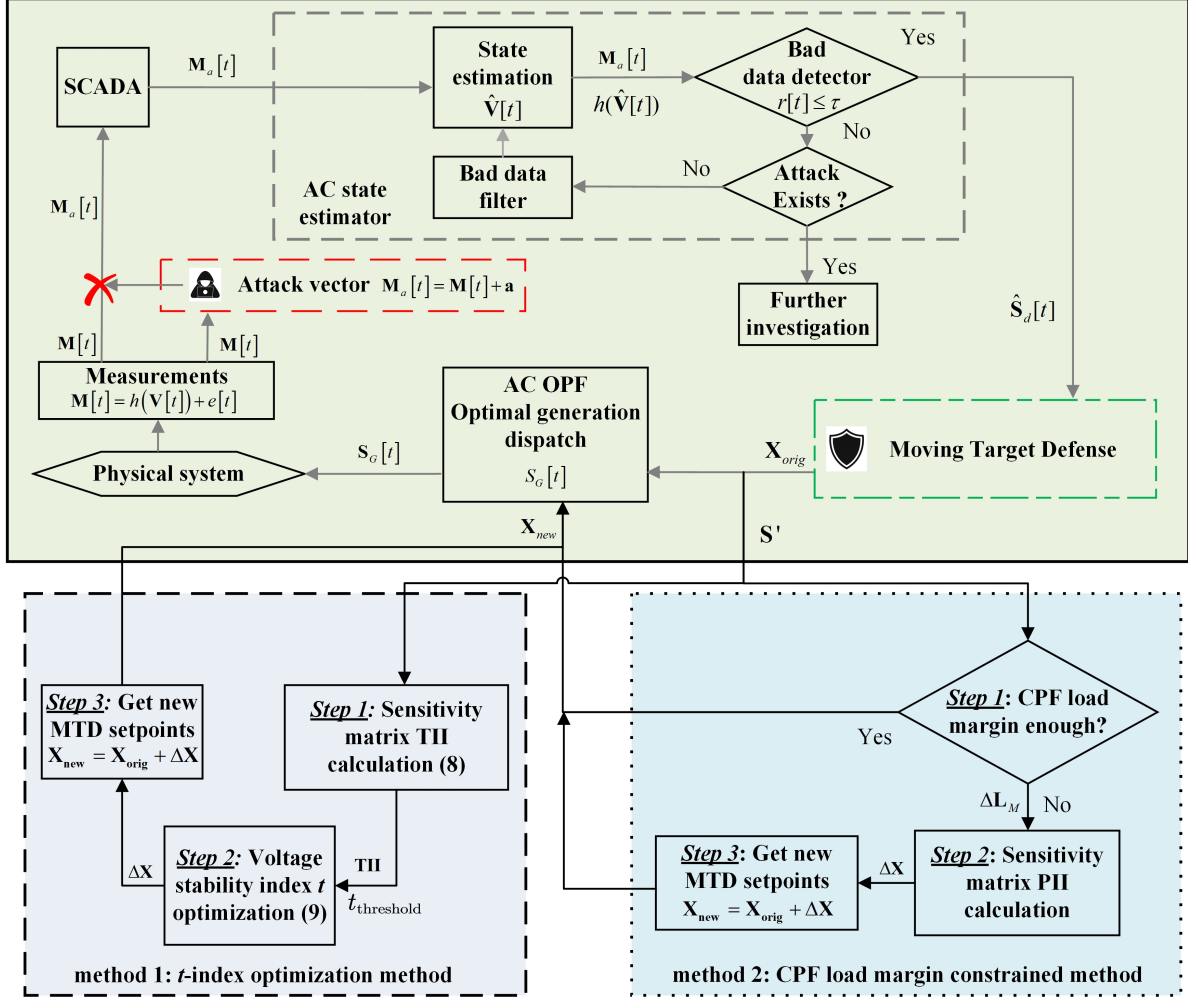 SCADA
M_a[t]
State
estimation
V̂[t]
M_a[t]
h(V̂[t])
Bad
data detector
r[t] ≤ τ
Yes
No
Bad data
filter
No
Attack
Exists ?
AC state
estimator
M_a[t]
Yes
Attack vector M_a[t] = M[t] + a
Further
investigation
Ŝ_d[t]
M[t]
M[t]
Measurements
M[t] = h(V[t]) + e[t]
AC OPF
Optimal generation
dispatch
S_G[t]
Physical system
S_G[t]
X_orig
Moving Target Defense
X_new
S'
Step 3: Get new
MTD setpoints
X_new = X_orig + ΔX
Step 1: Sensitivity
matrix TII
calculation (8)
Step 1: CPF load
margin enough?
Yes
ΔL_M
No
Step 2: Voltage
stability index t
optimization (9)
ΔX
TII
t_threshold
Step 3: Get new
MTD setpoints
X_new = X_orig + ΔX
ΔX
Step 2: Sensitivity
matrix PII
calculation
method 1: t-index optimization method
method 2: CPF load margin constrained method